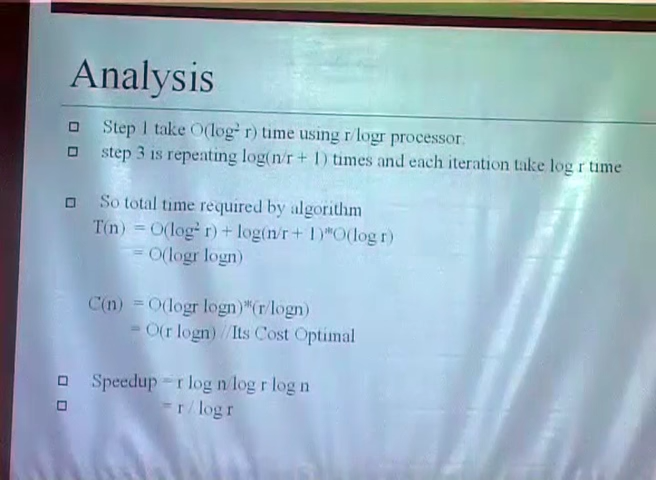 Analysis
Step 1 take O(log² r) time using r/logr processor.
step 3 is repeating log(n/r + 1) times and each iteration take log r time
So total time required by algorithm
T(n) = O(log² r) + log(n/r + 1)*O(log r)
= O(logr logn)
C(n) = O(logr logn)*(r/logn)
= O(r logn) //Its Cost Optimal
Speedup = r log n/log r log n
= r / log r